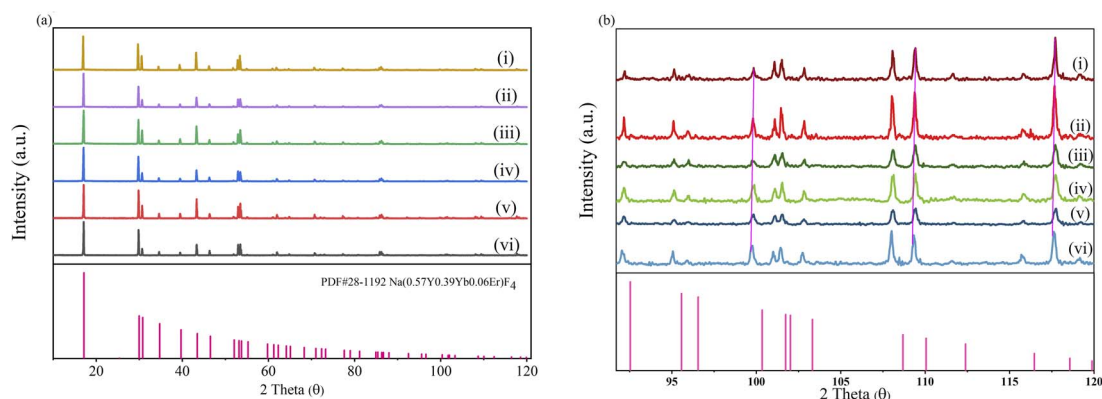 (a)
Intensity (a.u.)
(i)
(ii)
(iii)
(iv)
(v)
(vi)
PDF#28-1192 Na(0.57Y0.39Yb0.06Er)F4
20 40 60 80 100 120
2 Theta (θ)
(b)
Intensity (a.u.)
(i)
(ii)
(iii)
(iv)
(v)
(vi)
95 100 105 110 115 120
2 Theta (θ)